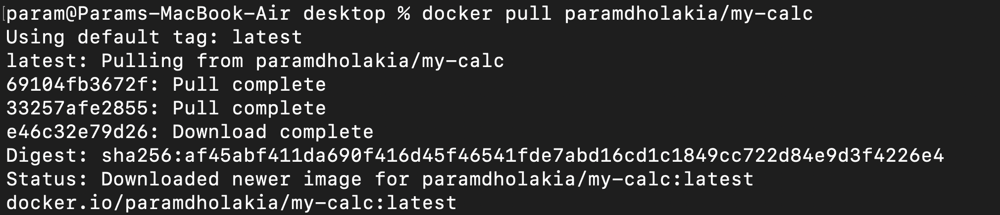 param@Params-MacBook-Air desktop % docker pull paramdholakia/my-calc
Using default tag: latest
latest: Pulling from paramdholakia/my-calc
69104fb3672f: Pull complete
33257afe2855: Pull complete
e46c32e79d26: Download complete
Digest: sha256:af45abf411da690f416d45f46541fde7abd16cd1c1849cc722d84e9d3f4226e4
Status: Downloaded newer image for paramdholakia/my-calc:latest
docker.io/paramdholakia/my-calc:latest